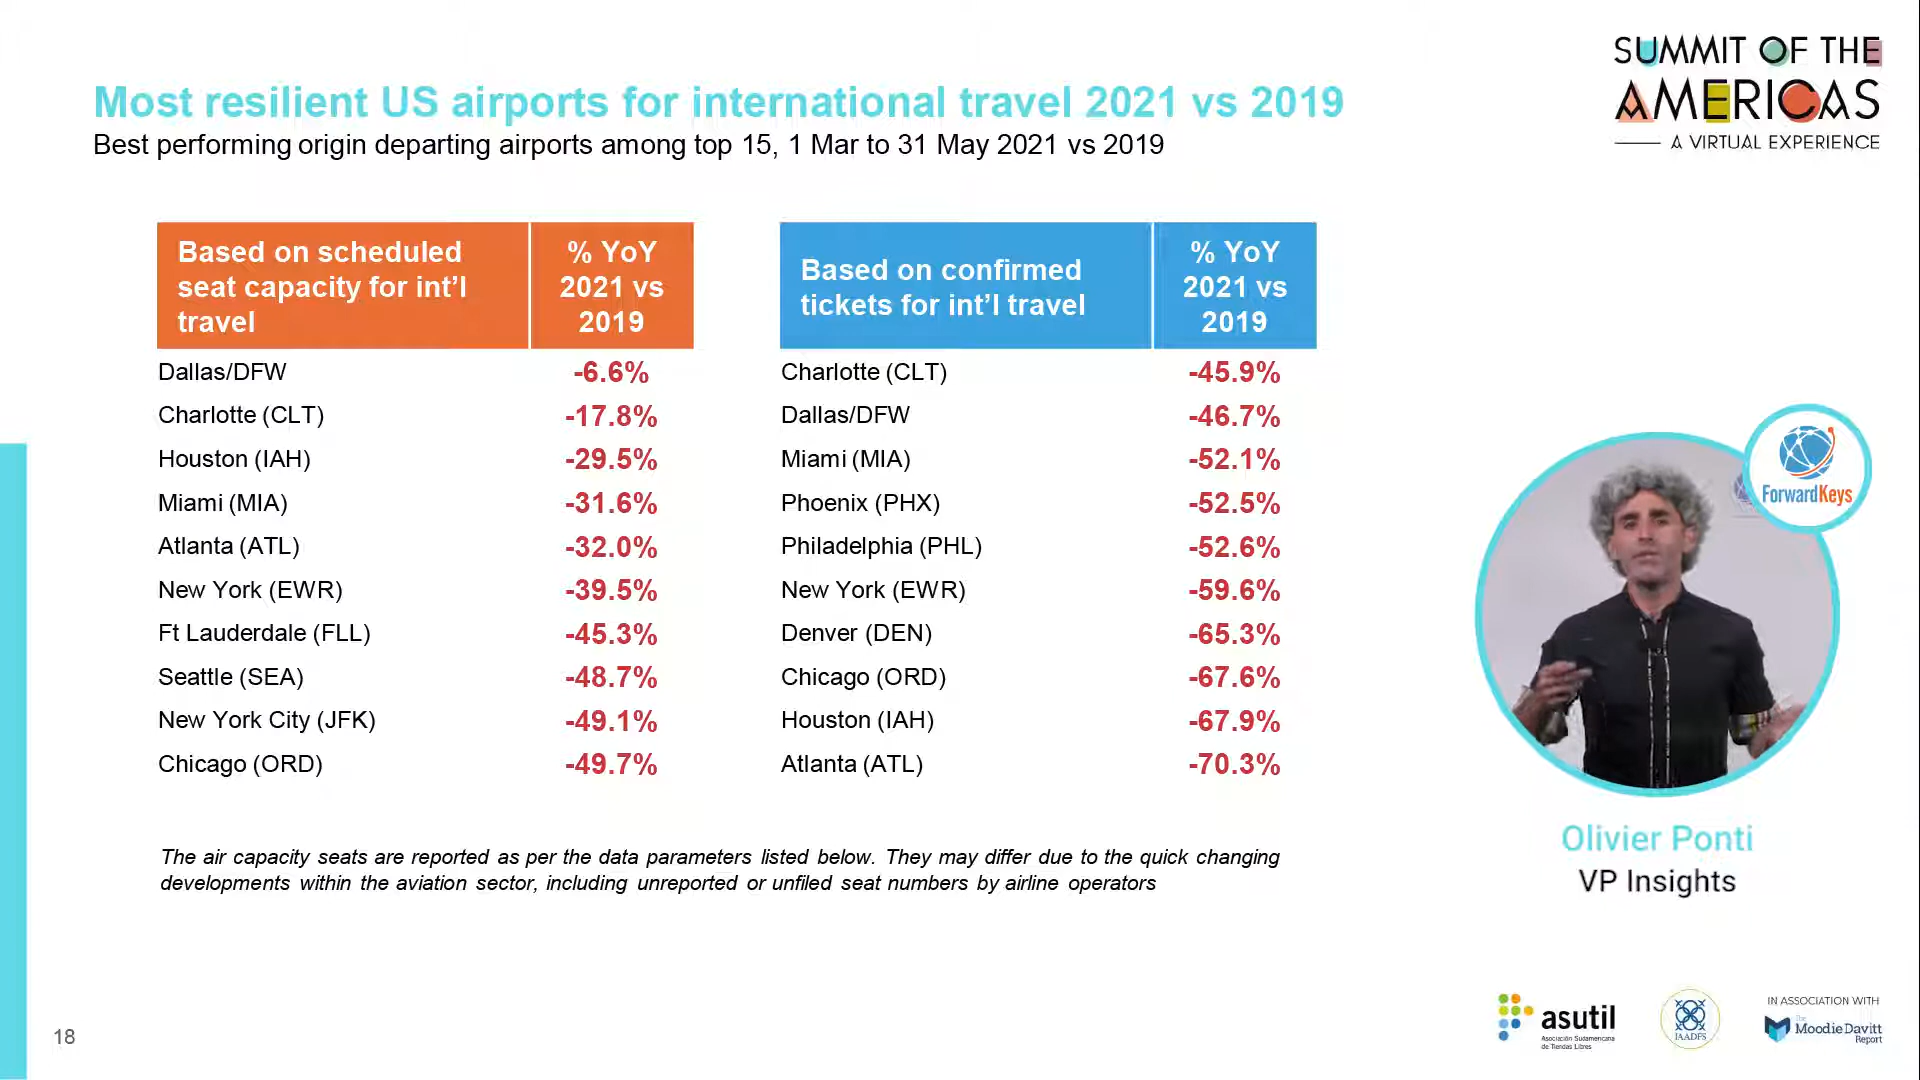 SUMMIT OF THE
AMERICAS
A VIRTUAL EXPERIENCE
Most resilient US airports for international travel 2021 vs 2019
Best performing origin departing airports among top 15, 1 Mar to 31 May 2021 vs 2019
Based on scheduled
seat capacity for int’l
travel
% YoY
2021 vs
2019
Dallas/DFW -6.6%
Charlotte (CLT) -17.8%
Houston (IAH) -29.5%
Miami (MIA) -31.6%
Atlanta (ATL) -32.0%
New York (EWR) -39.5%
Ft Lauderdale (FLL) -45.3%
Seattle (SEA) -48.7%
New York City (JFK) -49.1%
Chicago (ORD) -49.7%
Based on confirmed
tickets for int’l travel
% YoY
2021 vs
2019
Charlotte (CLT) -45.9%
Dallas/DFW -46.7%
Miami (MIA) -52.1%
Phoenix (PHX) -52.5%
Philadelphia (PHL) -52.6%
New York (EWR) -59.6%
Denver (DEN) -65.3%
Chicago (ORD) -67.6%
Houston (IAH) -67.9%
Atlanta (ATL) -70.3%
The air capacity seats are reported as per the data parameters listed below. They may differ due to the quick changing
developments within the aviation sector, including unreported or unfiled seat numbers by airline operators
ForwardKeys
Olivier Ponti
VP Insights
18
asutil
Asociación Sudamericana
de Tiendas Libres
IAADFS
IN ASSOCIATION WITH
The
Moodie Davitt
Report